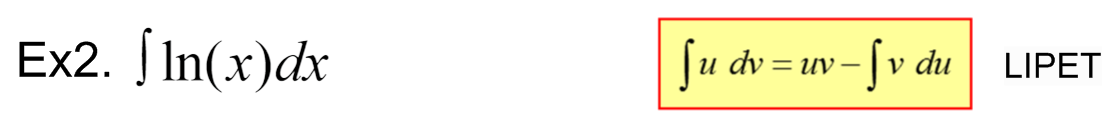 Ex2. ∫ ln(x)dx ∫ u dv = uv − ∫ v du LIPET